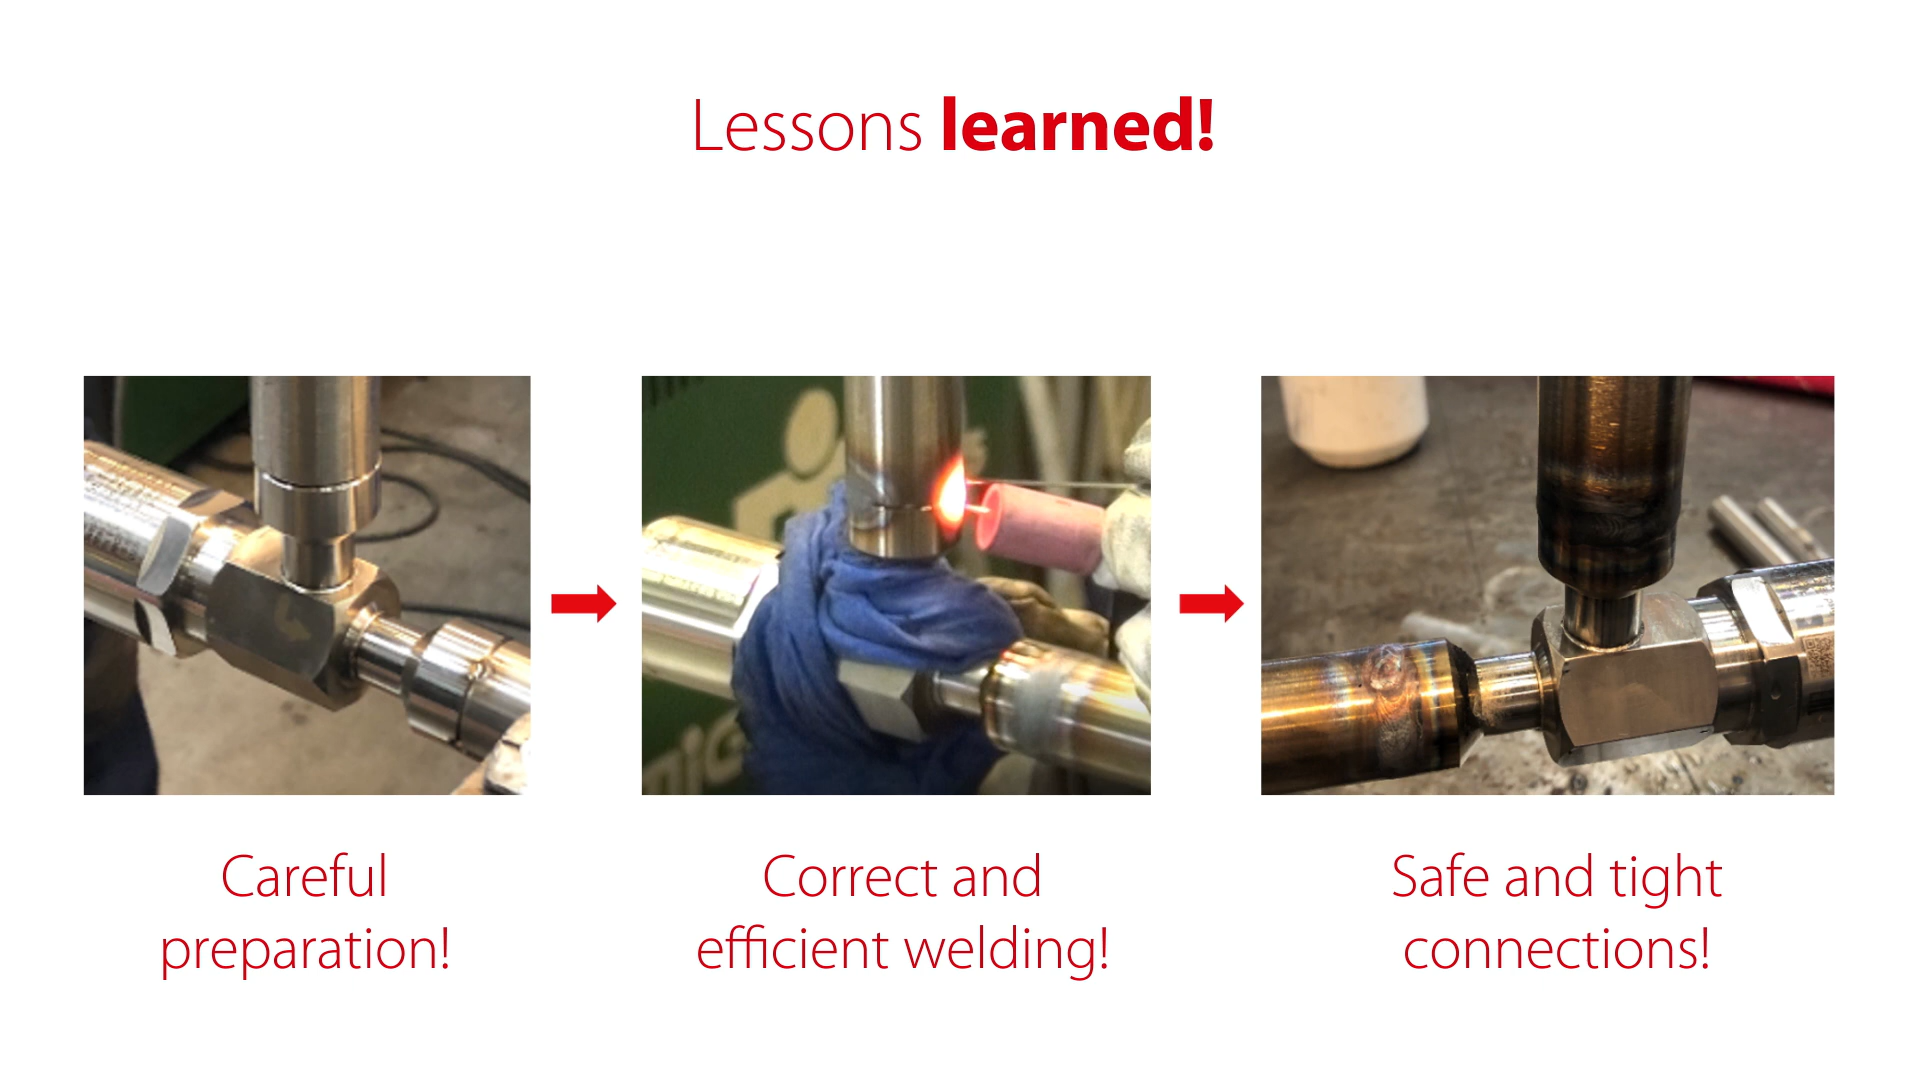 Lessons learned!
Careful
preparation!
Correct and
efficient welding!
Safe and tight
connections!